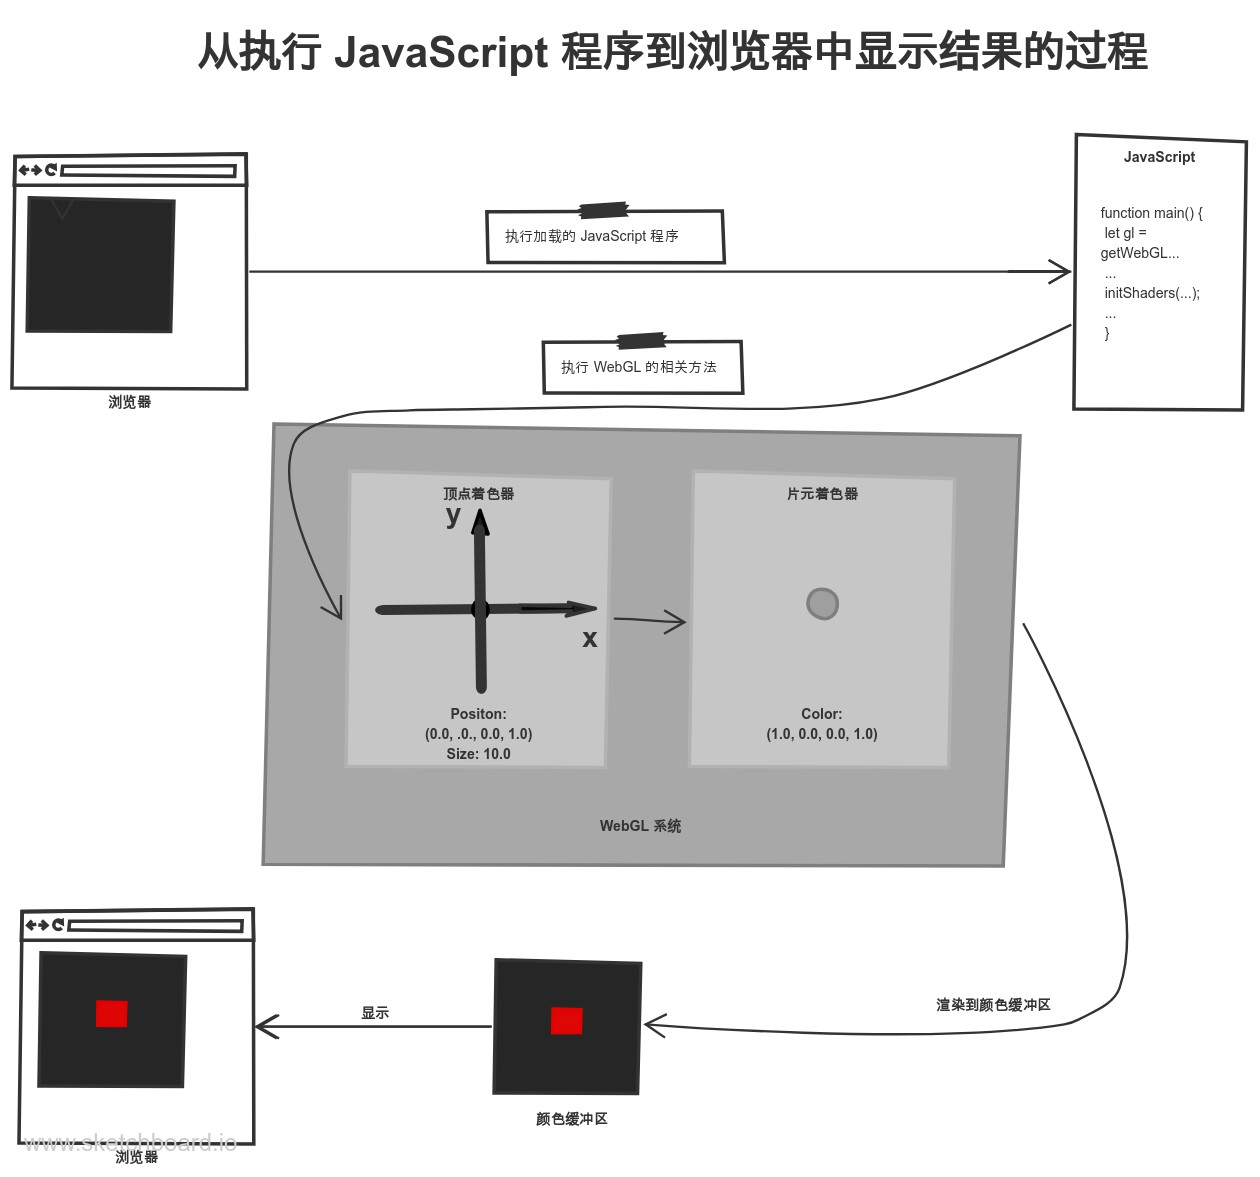 从执行 JavaScript 程序到浏览器中显示结果的过程
JavaScript
function main() {
let gl =
getWebGL...
...
initShaders(...);
...
}
执行加载的 JavaScript 程序
浏览器
执行 WebGL 的相关方法
顶点着色器
y
x
Positon:
(0.0, .0., 0.0, 1.0)
Size: 10.0
片元着色器
Color:
(1.0, 0.0, 0.0, 1.0)
WebGL 系统
渲染到颜色缓冲区
显示
颜色缓冲区
www.sketchboard.io
浏览器